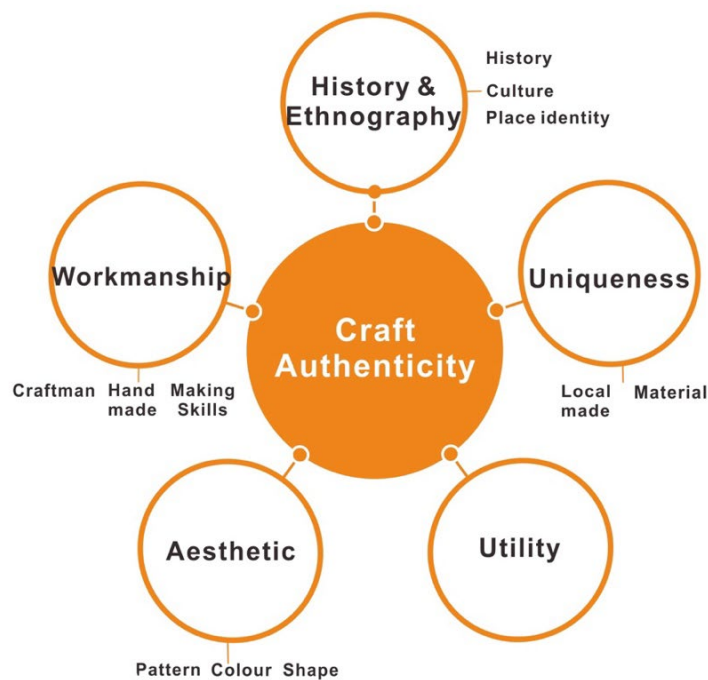 History &
Ethnography
History
Culture
Place identity
Workmanship
Craftman Hand made Making Skills
Uniqueness
Local made Material
Craft
Authenticity
Aesthetic
Pattern Colour Shape
Utility